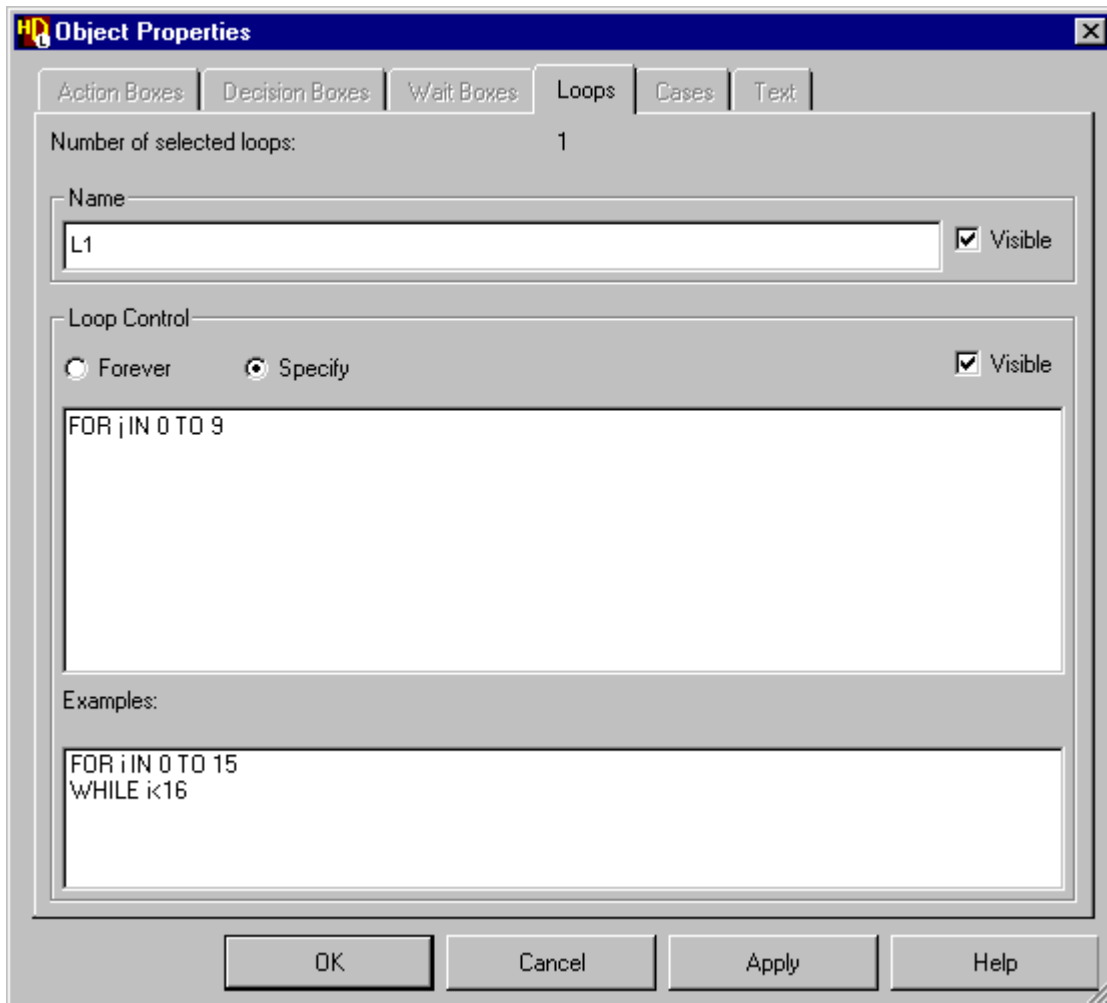 HDL Object Properties
Action Boxes Decision Boxes Wait Boxes Loops Cases Text
Number of selected loops: 1
Name
L1 Visible
Loop Control
Forever Specify Visible
FOR j IN 0 TO 9
Examples:
FOR i IN 0 TO 15
WHILE i<16
OK Cancel Apply Help